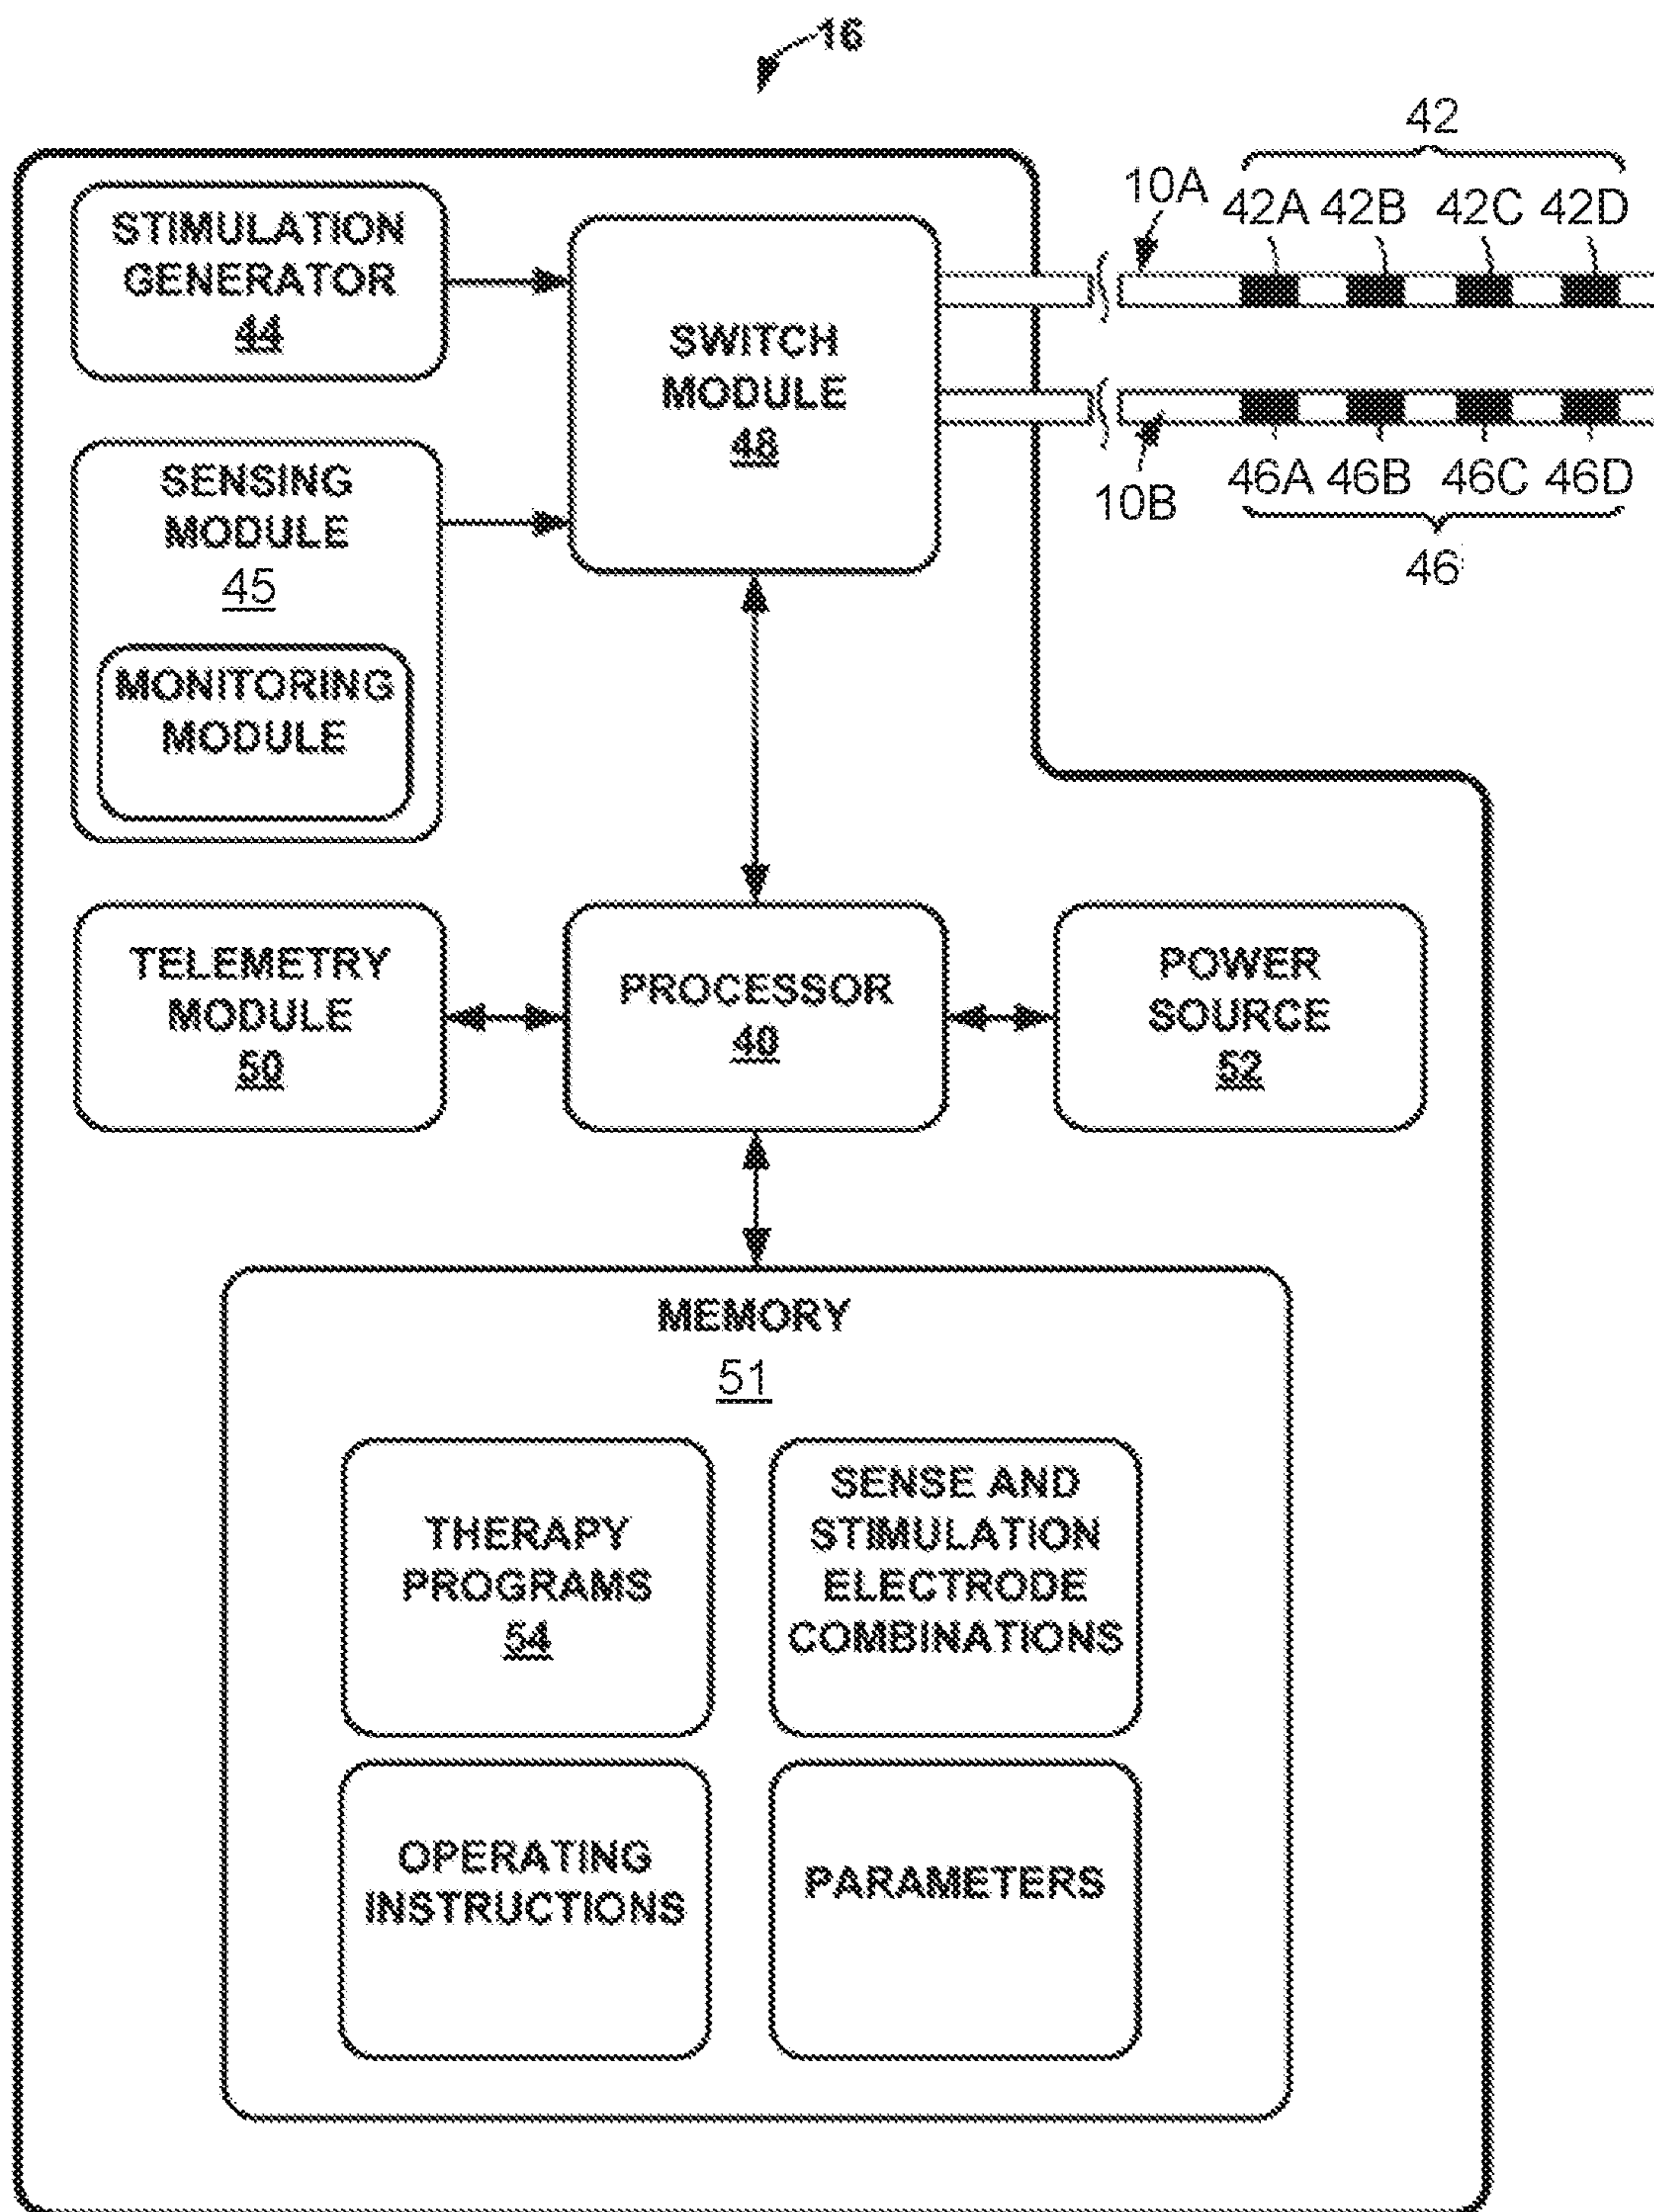 16
42
10A
42A 42B 42C 42D
STIMULATION
GENERATOR
44
SWITCH
MODULE
48
SENSING
MODULE
45
MONITORING
MODULE
10B
46A 46B 46C 46D
46
TELEMETRY
MODULE
50
PROCESSOR
40
POWER
SOURCE
52
MEMORY
51
THERAPY
PROGRAMS
54
SENSE AND
STIMULATION
ELECTRODE
COMBINATIONS
OPERATING
INSTRUCTIONS
PARAMETERS